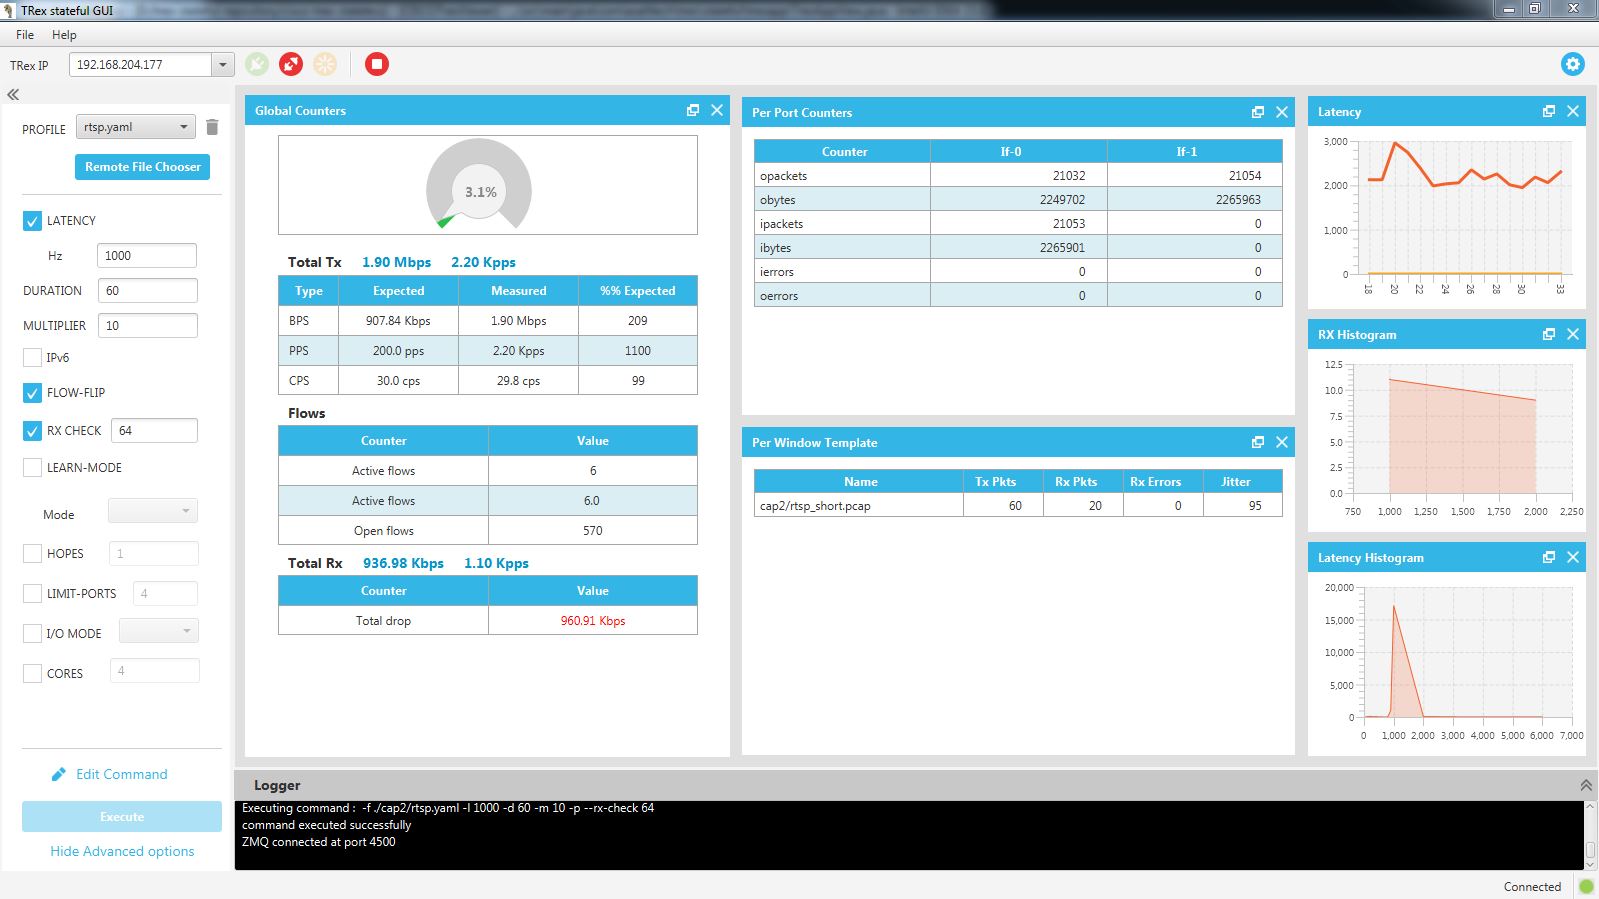 TRex stateful GUI
File Help
TRex IP 192.168.204.177
PROFILE rtsp.yaml
Remote File Chooser
LATENCY
Hz 1000
DURATION 60
MULTIPLIER 10
IPv6
FLOW-FLIP
RX CHECK 64
LEARN-MODE
Mode
HOPES 1
LIMIT-PORTS 4
I/O MODE
CORES 4
Edit Command
Execute
Hide Advanced options
Global Counters
3.1%
Total Tx 1.90 Mbps 2.20 Kpps
Type Expected Measured %% Expected
BPS 907.84 Kbps 1.90 Mbps 209
PPS 200.0 pps 2.20 Kpps 1100
CPS 30.0 cps 29.8 cps 99
Flows
Counter Value
Active flows 6
Active flows 6.0
Open flows 570
Total Rx 936.98 Kbps 1.10 Kpps
Counter Value
Total drop 960.91 Kbps
Per Port Counters
Counter If-0 If-1
opackets 21032 21054
obytes 2249702 2265963
ipackets 21053 0
ibytes 2265901 0
ierrors 0 0
oerrors 0 0
Per Window Template
Name Tx Pkts Rx Pkts Rx Errors Jitter
cap2/rtsp_short.pcap 60 20 0 95
Latency
3,000
2,000
1,000
0
18 20 22 24 26 28 30 33
RX Histogram
12.5
10.0
7.5
5.0
2.5
0.0
750 1,000 1,250 1,500 1,750 2,000 2,250
Latency Histogram
20,000
15,000
10,000
5,000
0
0 1,000 2,000 3,000 4,000 5,000 6,000 7,000
Logger
Executing command : -f ./cap2/rtsp.yaml -l 1000 -d 60 -m 10 -p --rx-check 64
command executed successfully
ZMQ connected at port 4500
Connected